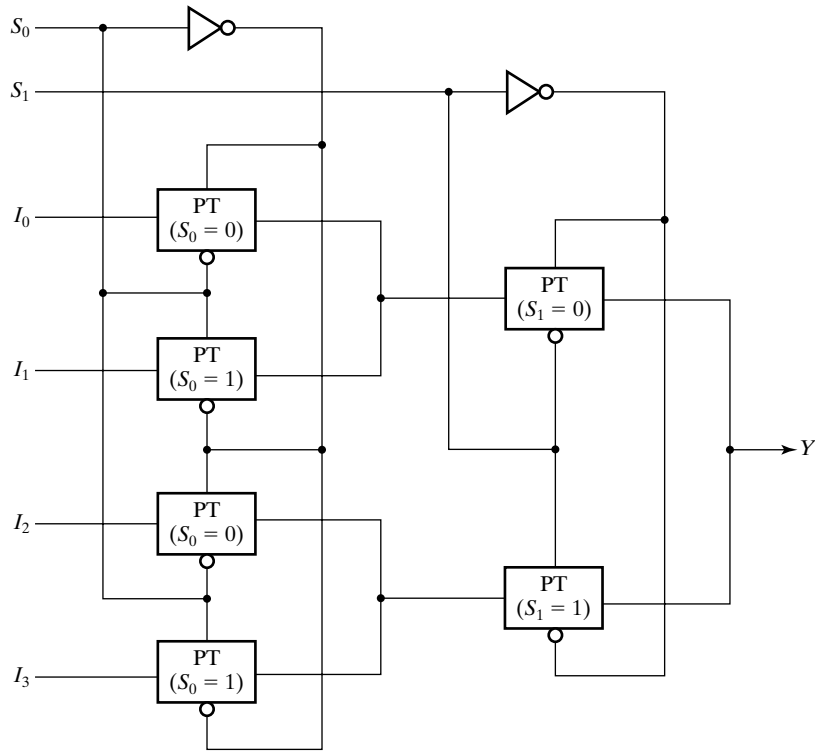 S₀
S₁
I₀
PT
(S₀ = 0)
PT
(S₁ = 0)
I₁
PT
(S₀ = 1)
Y
I₂
PT
(S₀ = 0)
PT
(S₁ = 1)
I₃
PT
(S₀ = 1)